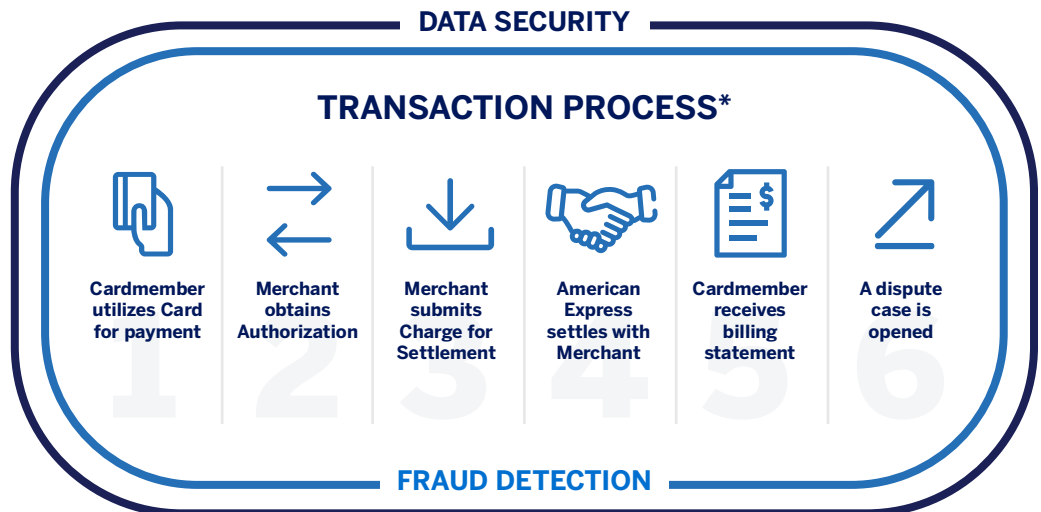 DATA SECURITY
TRANSACTION PROCESS*
$
Cardmember
utilizes Card
for payment
1
Merchant
obtains
Authorization
2
Merchant
submits
Charge for
Settlement
3
American
Express
settles with
Merchant
4
Cardmember
receives
billing
statement
5
A dispute
case is
opened
6
FRAUD DETECTION